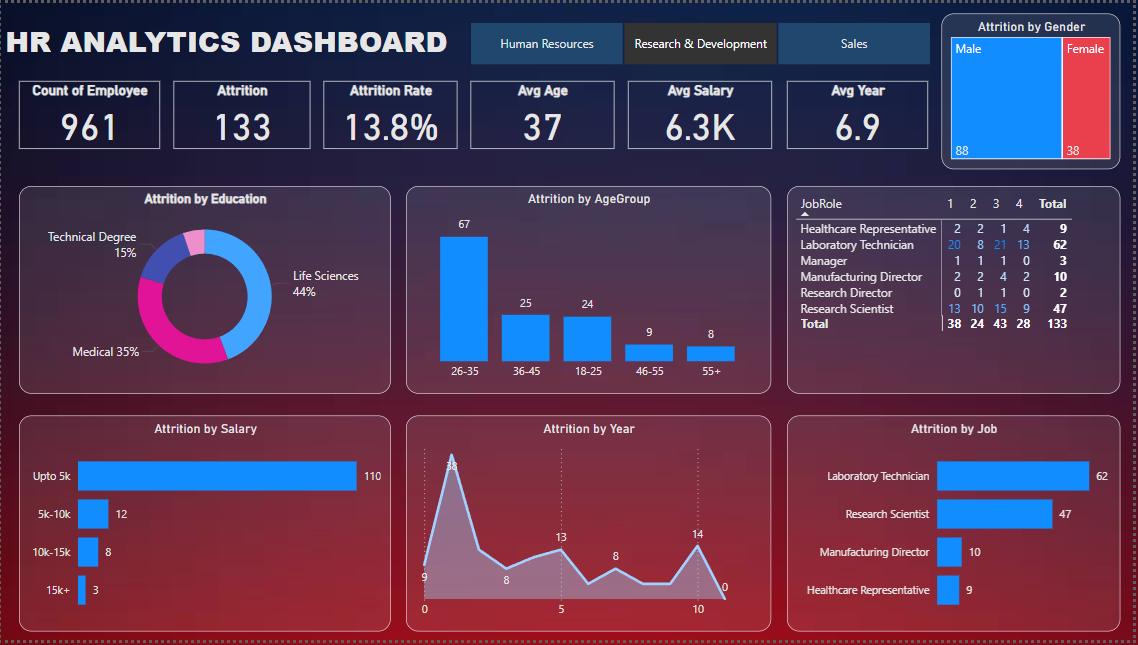 HR ANALYTICS DASHBOARD
Human Resources
Research & Development
Sales
Attrition by Gender
Male
Female
88
38
Count of Employee
961
Attrition
133
Attrition Rate
13.8%
Avg Age
37
Avg Salary
6.3K
Avg Year
6.9
Attrition by Education
Technical Degree
15%
Life Sciences
44%
Medical 35%
Attrition by AgeGroup
67
25
24
9
8
26-35
36-45
18-25
46-55
55+
JobRole 1 2 3 4 Total
Healthcare Representative 2 2 1 4 9
Laboratory Technician 20 8 21 13 62
Manager 1 1 1 0 3
Manufacturing Director 2 2 4 2 10
Research Director 0 1 1 0 2
Research Scientist 13 10 15 9 47
Total 38 24 43 28 133
Attrition by Salary
Upto 5k 110
5k-10k 12
10k-15k 8
15k+ 3
Attrition by Year
38
9
8
13
8
14
0
0 5 10
Attrition by Job
Laboratory Technician 62
Research Scientist 47
Manufacturing Director 10
Healthcare Representative 9